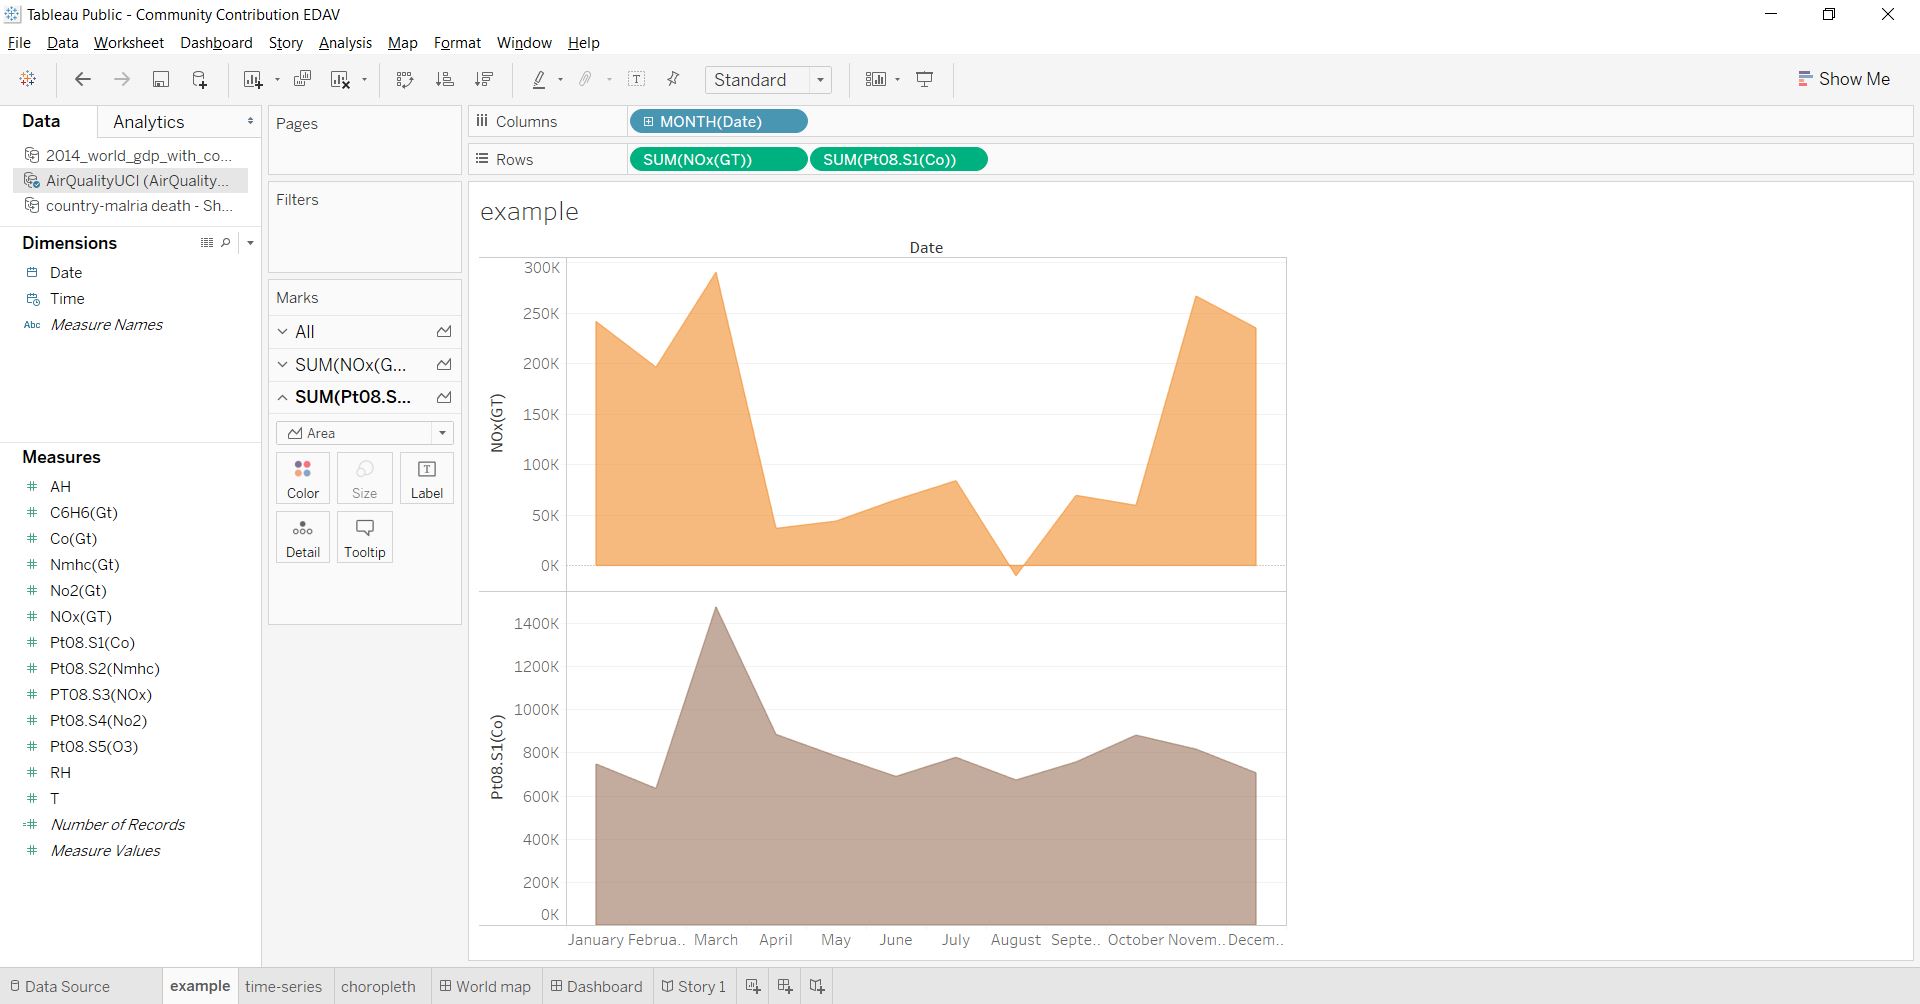 Tableau Public - Community Contribution EDAV
File Data Worksheet Dashboard Story Analysis Map Format Window Help
Standard
Show Me
Data Analytics
2014_world_gdp_with_co...
AirQualityUCI (AirQuality...
country-malria death - Sh...
Dimensions
Date
Time
Abc Measure Names
Measures
AH
C6H6(Gt)
Co(Gt)
Nmhc(Gt)
No2(Gt)
NOx(GT)
Pt08.S1(Co)
Pt08.S2(Nmhc)
PT08.S3(NOx)
Pt08.S4(No2)
Pt08.S5(O3)
RH
T
Number of Records
Measure Values
Pages
Filters
Marks
All
SUM(NOx(G...
SUM(Pt08.S...
Area
Color Size Label
Detail Tooltip
Columns MONTH(Date)
Rows SUM(NOx(GT)) SUM(Pt08.S1(Co))
example
Date
NOx(GT)
300K
250K
200K
150K
100K
50K
0K
Pt08.S1(Co)
1400K
1200K
1000K
800K
600K
400K
200K
0K
January Februa.. March April May June July August Septe.. October Novem.. Decem..
Data Source example time-series choropleth World map Dashboard Story 1